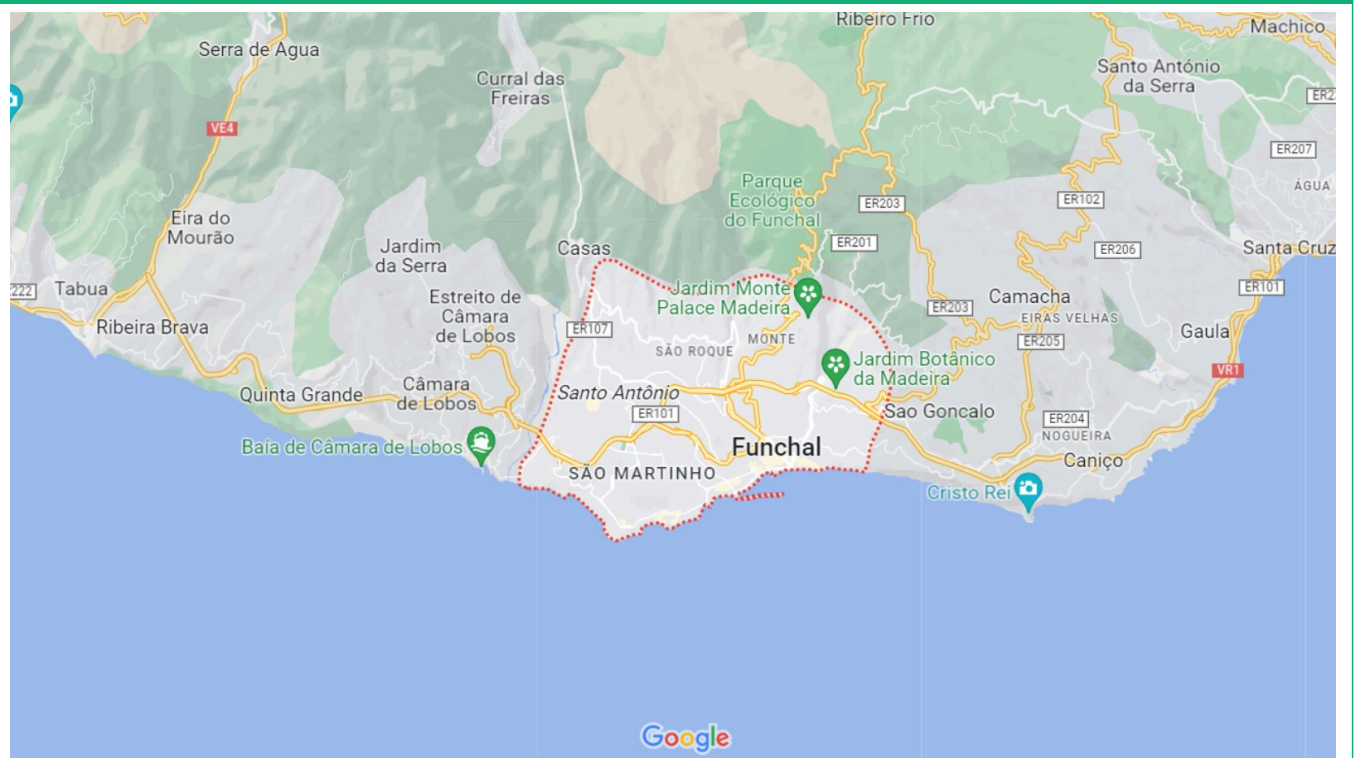 Ribeiro Frio
Machico
Serra de Agua
Curral das
Freiras
Santo António
da Serra
ER2
VE4
ER207
Parque
Ecológico
do Funchal
ÁGUA
ER203
ER102
Eira do
Mourão
Jardim
da Serra
Casas
ER201
ER206
Santa Cruz
222
Tabua
Estreito de
Câmara
de Lobos
Jardim Monte
Palace Madeira
Camacha
ER101
ER203
EIRAS VELHAS
Ribeira Brava
ER107
SÃO ROQUE
MONTE
ER205
Gaula
Jardim Botânico
da Madeira
VR1
Quinta Grande
Câmara
de Lobos
Santo Antônio
ER101
Sao Goncalo
ER204
NOGUEIRA
Baía de Câmara de Lobos
Funchal
Caniço
SÃO MARTINHO
Cristo Rei
Google